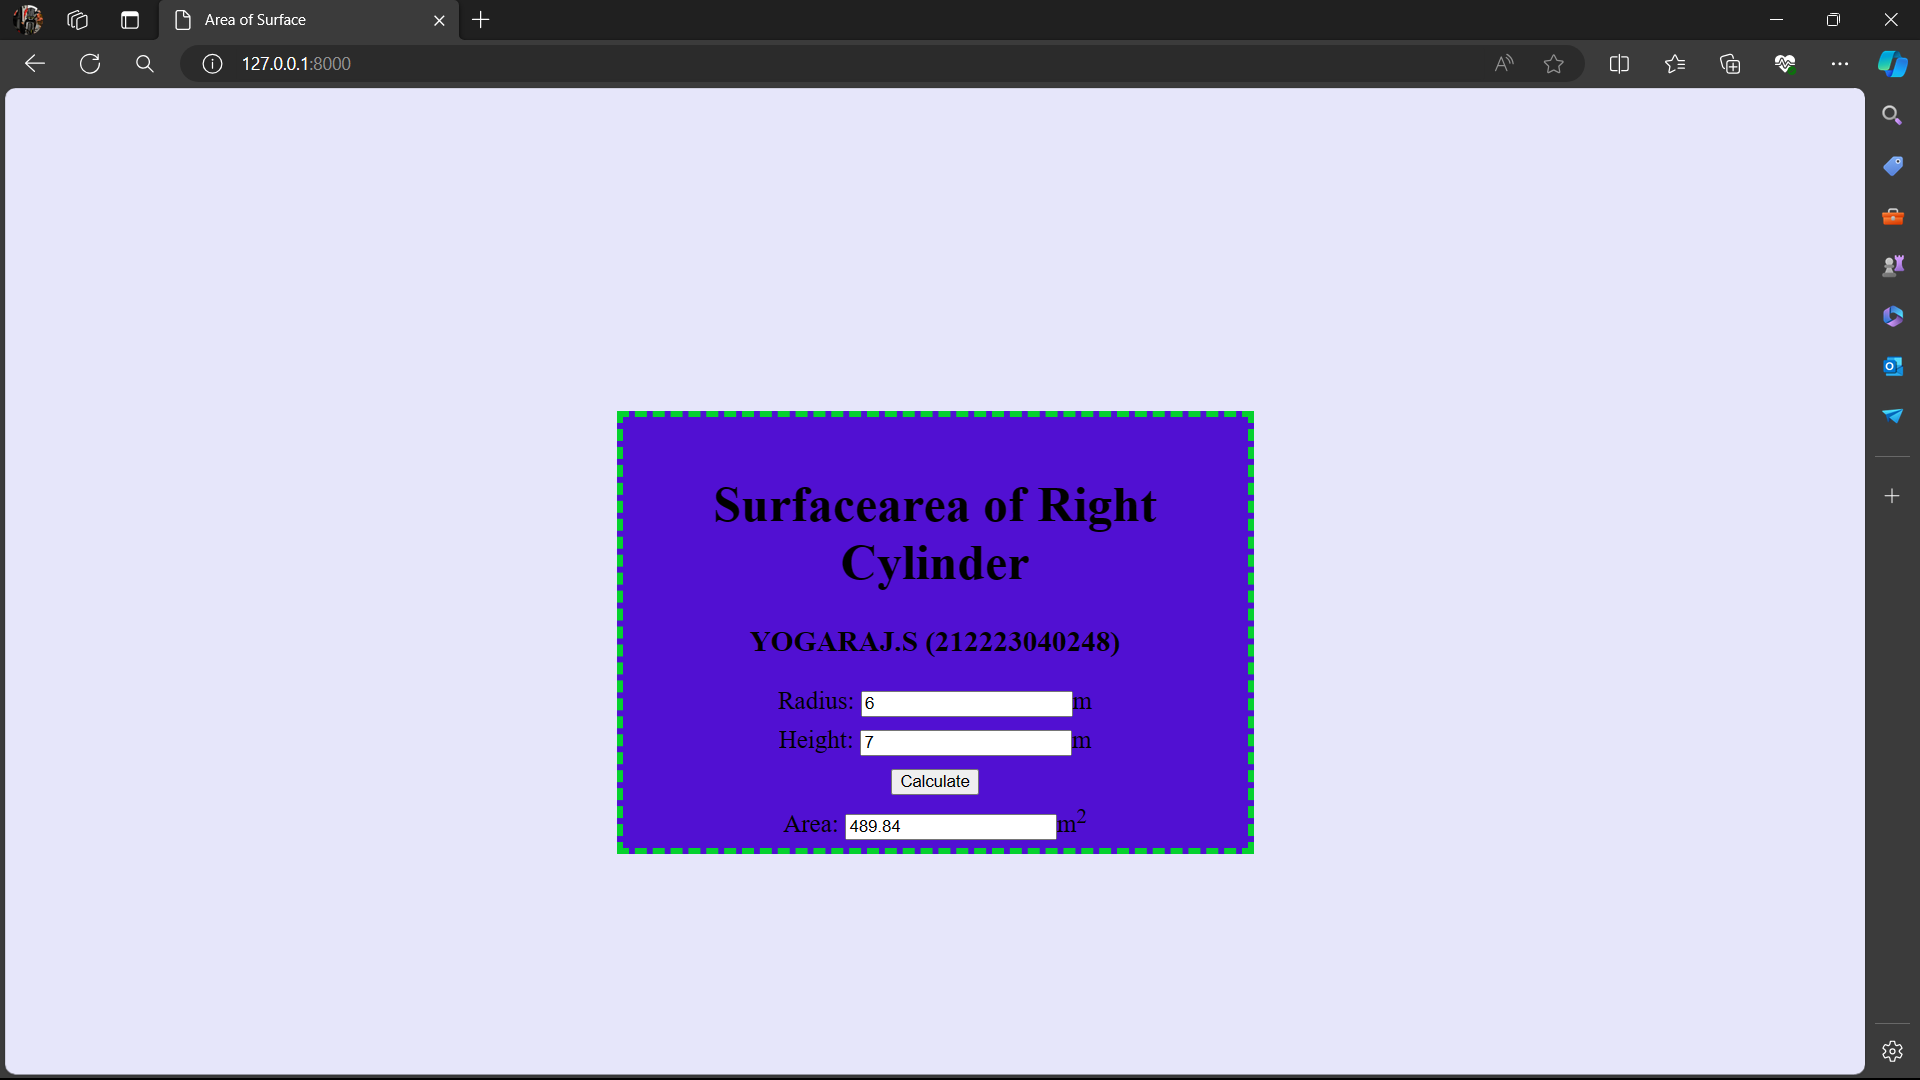 Area of Surface
127.0.0.1:8000
Surfacearea of Right
Cylinder
YOGARAJ.S (212223040248)
Radius: 6 m
Height: 7 m
Calculate
Area: 489.84 m²